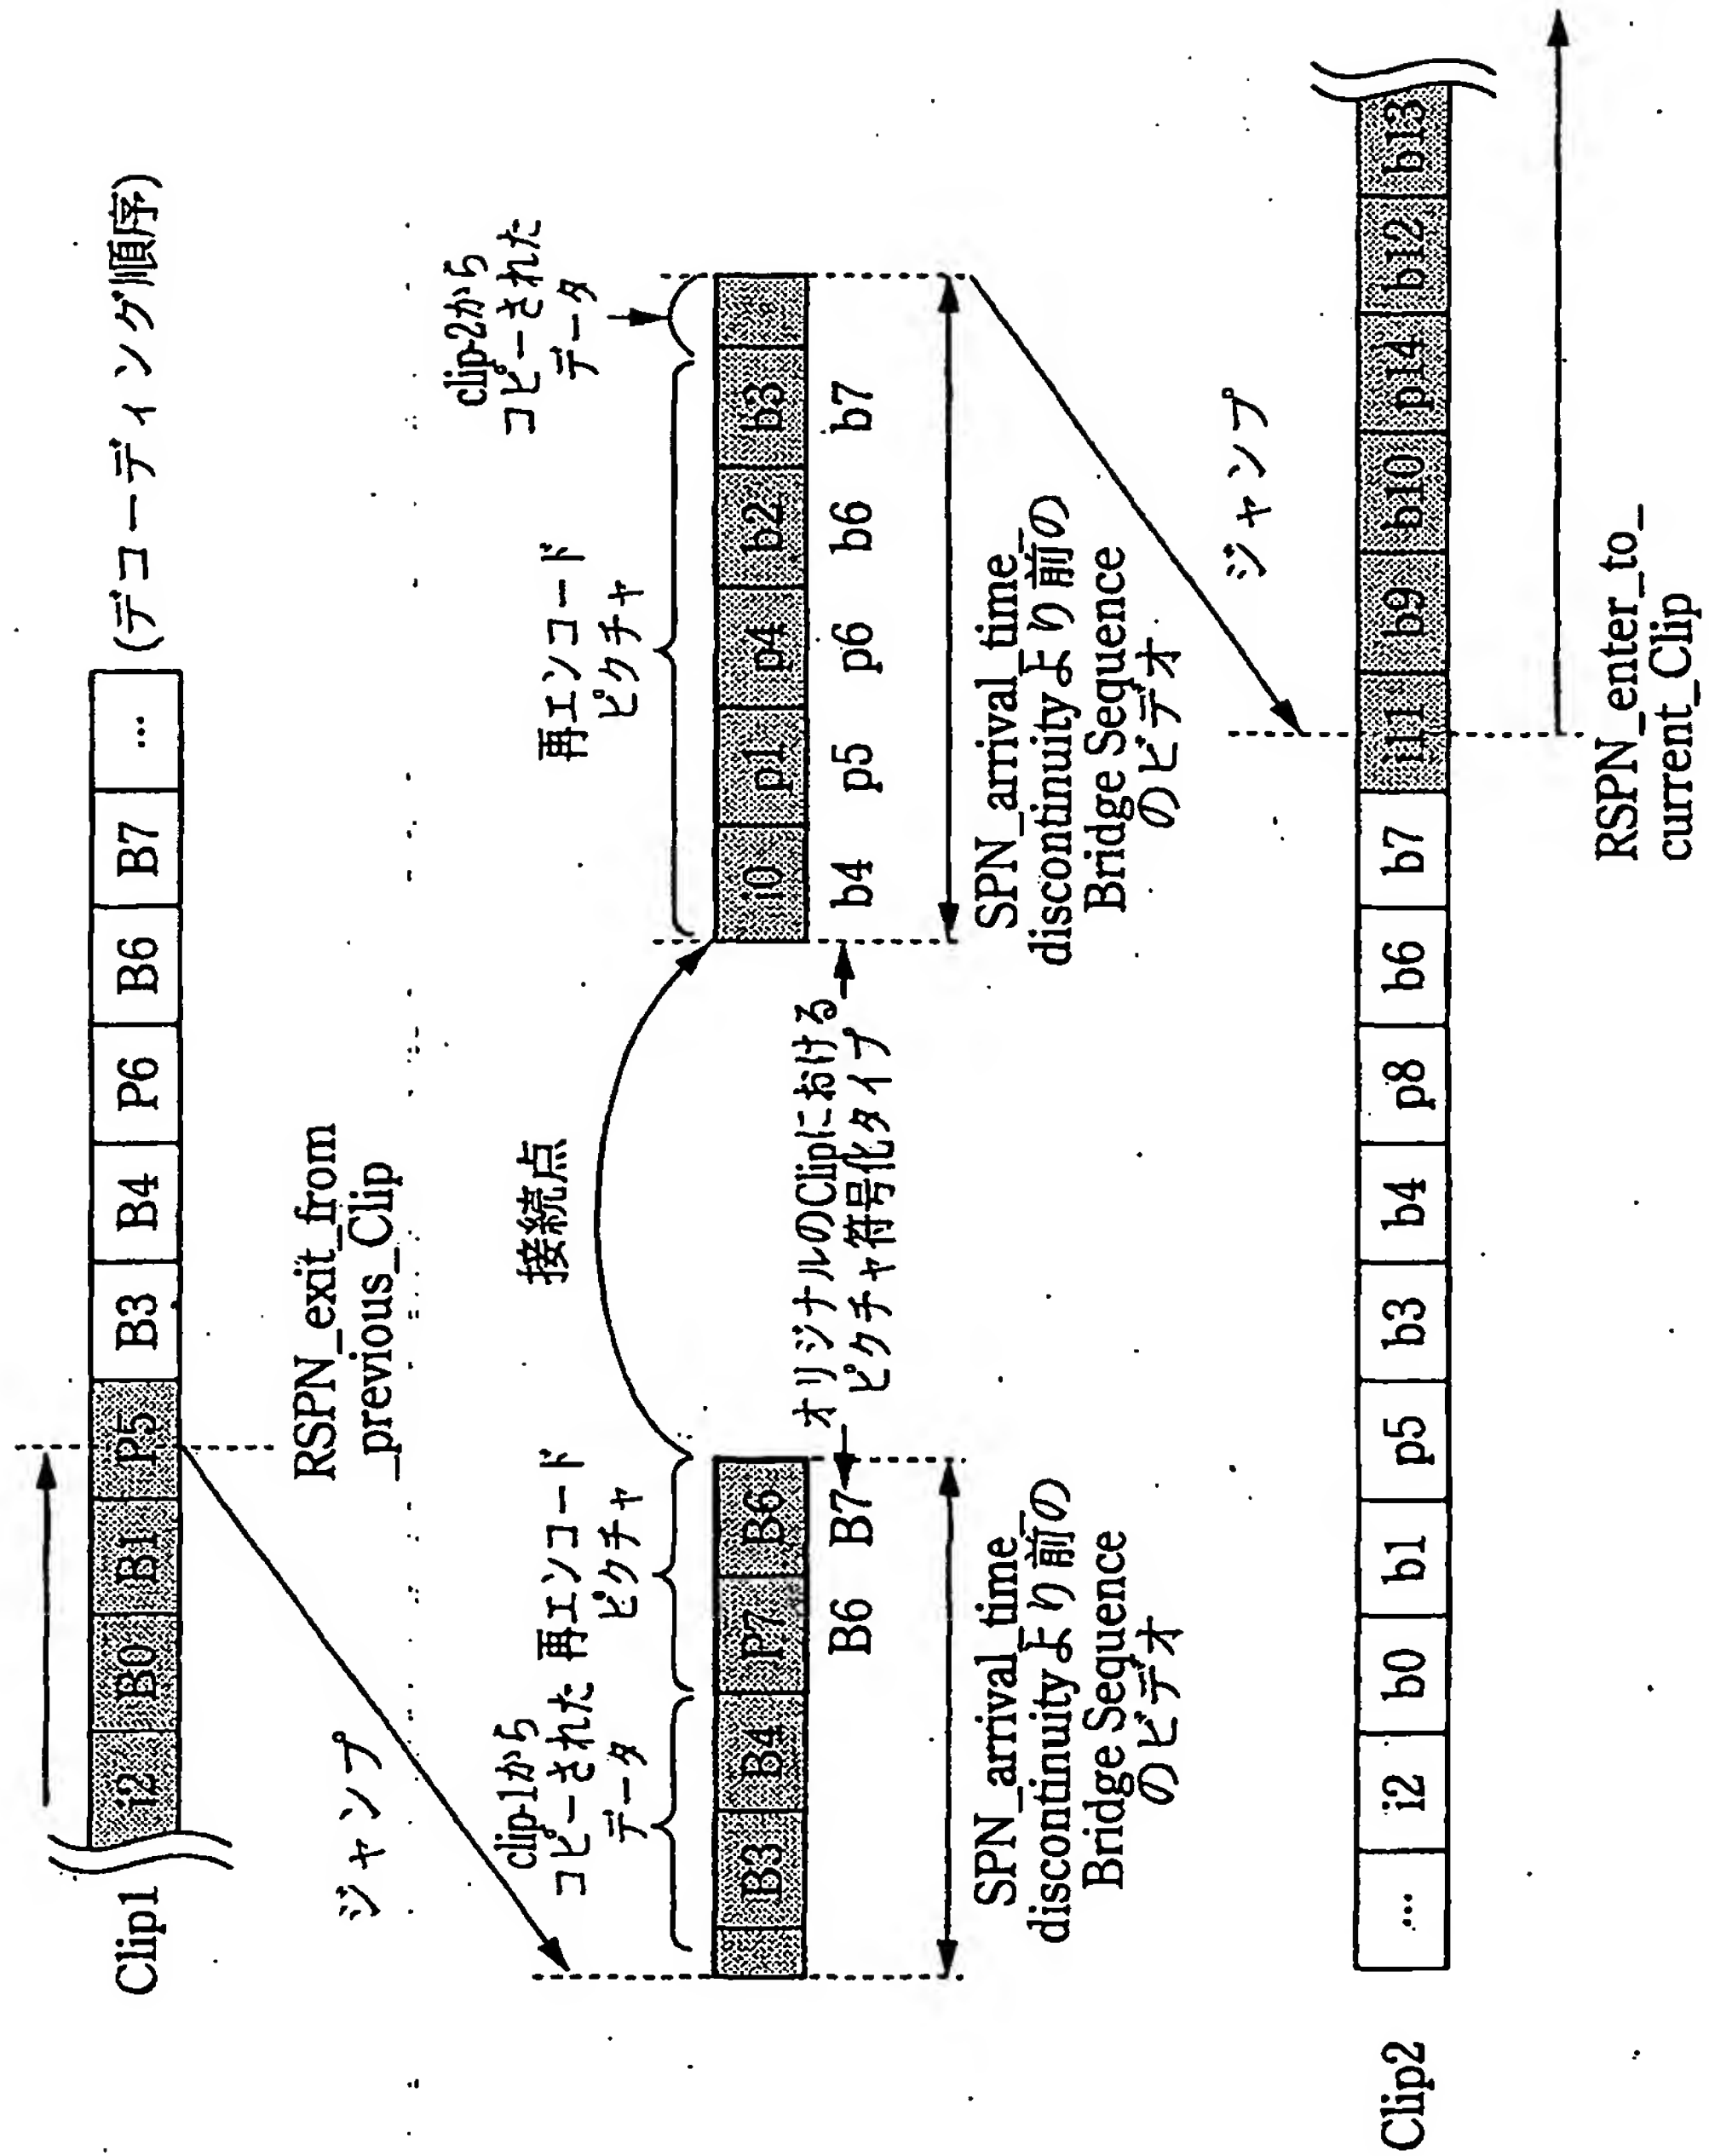 Clip1
i2 B0 B1 P5 B3 B4 P6 B6 B7 …
(デコーディング順序)
RSPN_exit_from
_previous_Clip
ジャンプ
clip-1から
コピーされた
データ
再エンコード
ピクチャ
接続点
再エンコード
ピクチャ
clip-2から
コピーされた
データ
B3 B4 P7 B6
i0 p1 p4 b2 b3
B6 B7
オリジナルのClipにおける
ピクチャ符号化タイプ
b4 p5 p6 b6 b7
SPN_arrival_time_
discontinuityより前の
Bridge Sequence
のビデオ
SPN_arrival_time_
discontinuityより前の
Bridge Sequence
のビデオ
ジャンプ
Clip2
… i2 b0 b1 p5 b3 b4 p8 b6 b7 i11 b9 b10 p14 b12 b13
RSPN_enter_to_
current_Clip